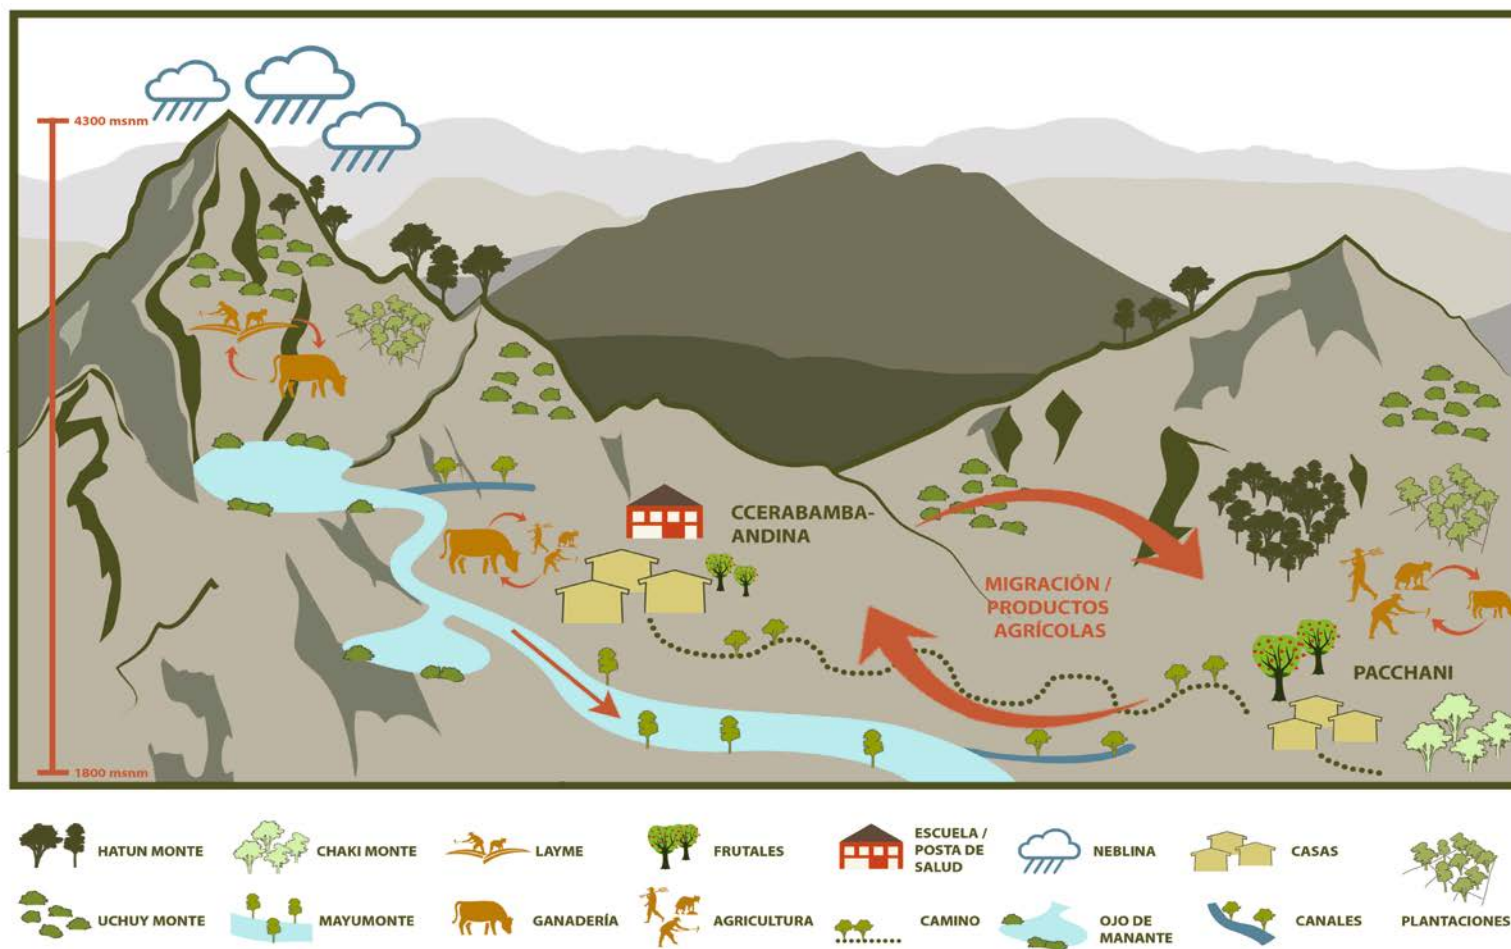 4300 msnm
CCERABAMBA-
ANDINA
MIGRACIÓN /
PRODUCTOS
AGRÍCOLAS
PACCHANI
1800 msnm
HATUN MONTE
CHAKI MONTE
LAYME
FRUTALES
ESCUELA /
POSTA DE
SALUD
NEBLINA
CASAS
UCHUY MONTE
MAYUMONTE
GANADERÍA
AGRICULTURA
CAMINO
OJO DE
MANANTE
CANALES
PLANTACIONES